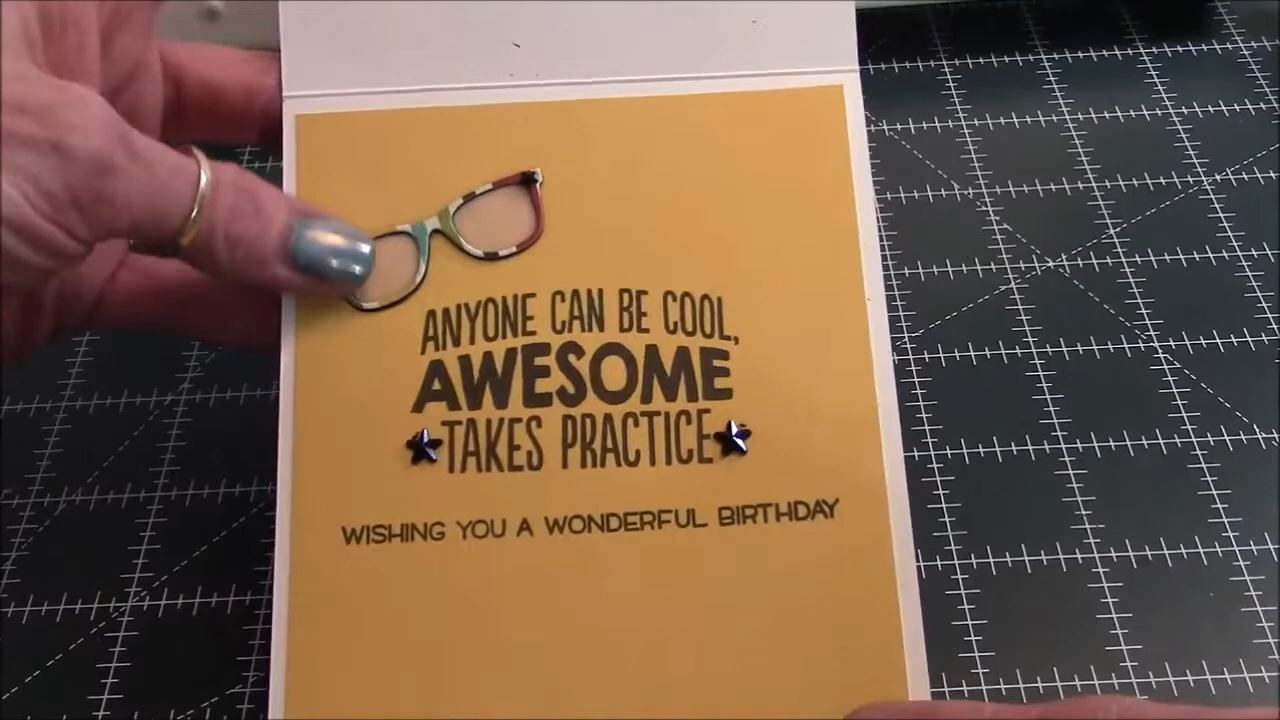 ANYONE CAN BE COOL,
AWESOME
TAKES PRACTICE
WISHING YOU A WONDERFUL BIRTHDAY